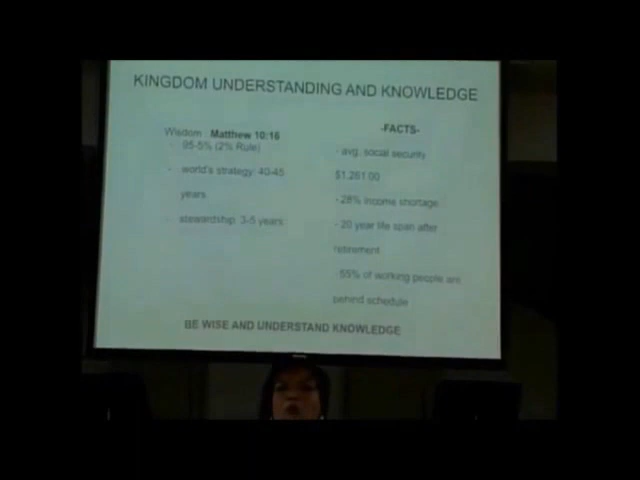 KINGDOM UNDERSTANDING AND KNOWLEDGE
Wisdom : Matthew 10:16
- 95-5% (2% Rule)
- world's strategy: 40-45
years
- stewardship: 3-5 years
-FACTS-
- avg. social security
$1,261.00
- 28% income shortage
- 20 year life span after
retirement
- 55% of working people are
behind schedule
BE WISE AND UNDERSTAND KNOWLEDGE